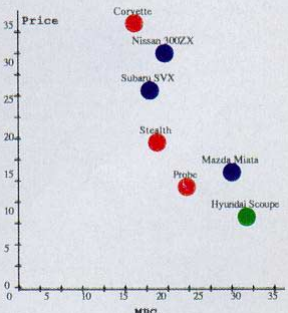 Corvette
35
Price
Nissan 300ZX
30
Subaru SVX
25
20
Stealth
15
Mazda Miata
Probe
10
Hyundai Scoupe
5
0
0 5 10 15 20 25 30 35
MPG